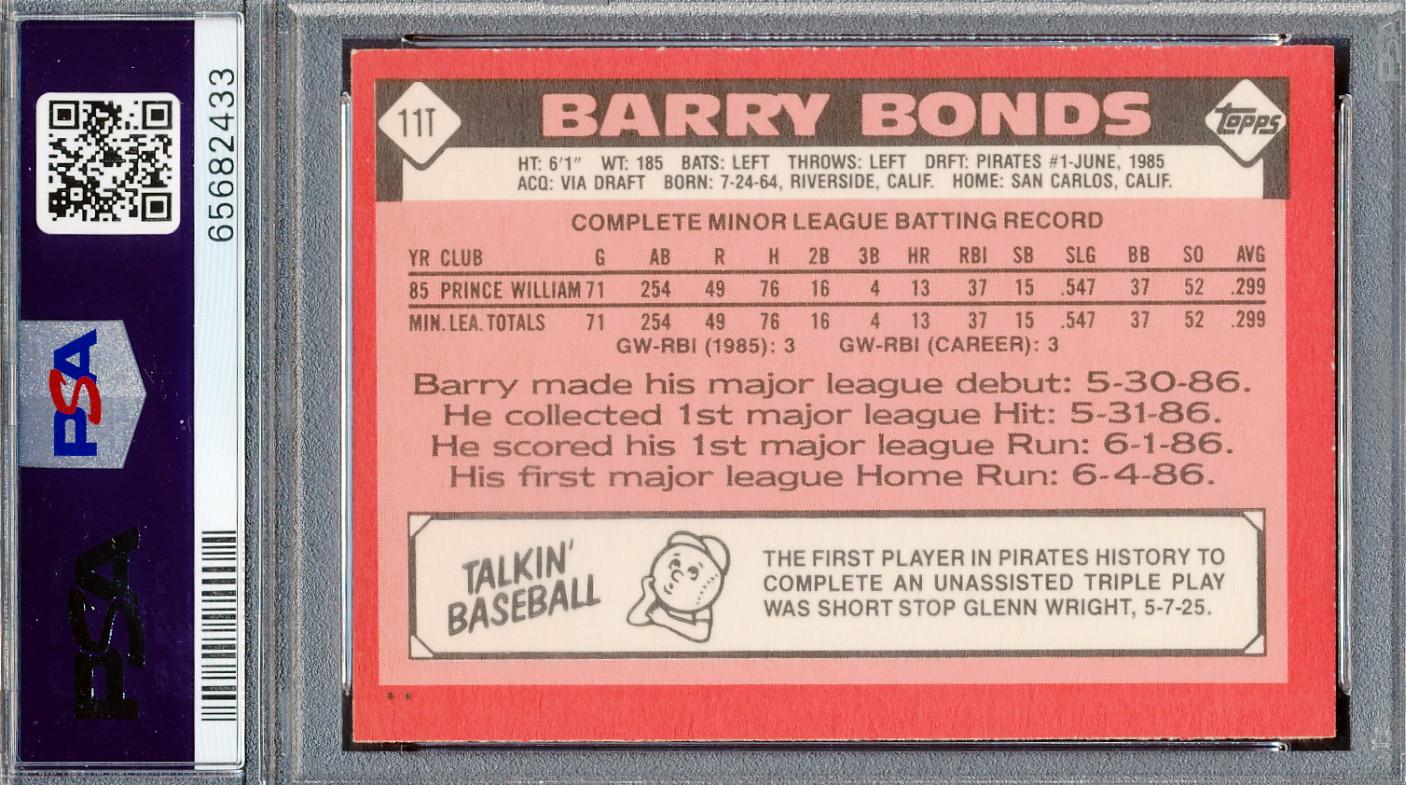 65682433
PSA
PSA
11T
BARRY BONDS
topps
HT: 6'1" WT: 185 BATS: LEFT THROWS: LEFT DRFT: PIRATES #1-JUNE, 1985
ACQ: VIA DRAFT BORN: 7-24-64, RIVERSIDE, CALIF. HOME: SAN CARLOS, CALIF.
COMPLETE MINOR LEAGUE BATTING RECORD
YR CLUB G AB R H 2B 3B HR RBI SB SLG BB SO AVG
85 PRINCE WILLIAM 71 254 49 76 16 4 13 37 15 .547 37 52 .299
MIN. LEA. TOTALS 71 254 49 76 16 4 13 37 15 .547 37 52 .299
GW-RBI (1985): 3 GW-RBI (CAREER): 3
Barry made his major league debut: 5-30-86.
He collected 1st major league Hit: 5-31-86.
He scored his 1st major league Run: 6-1-86.
His first major league Home Run: 6-4-86.
TALKIN'
BASEBALL
THE FIRST PLAYER IN PIRATES HISTORY TO
COMPLETE AN UNASSISTED TRIPLE PLAY
WAS SHORT STOP GLENN WRIGHT, 5-7-25.
* *